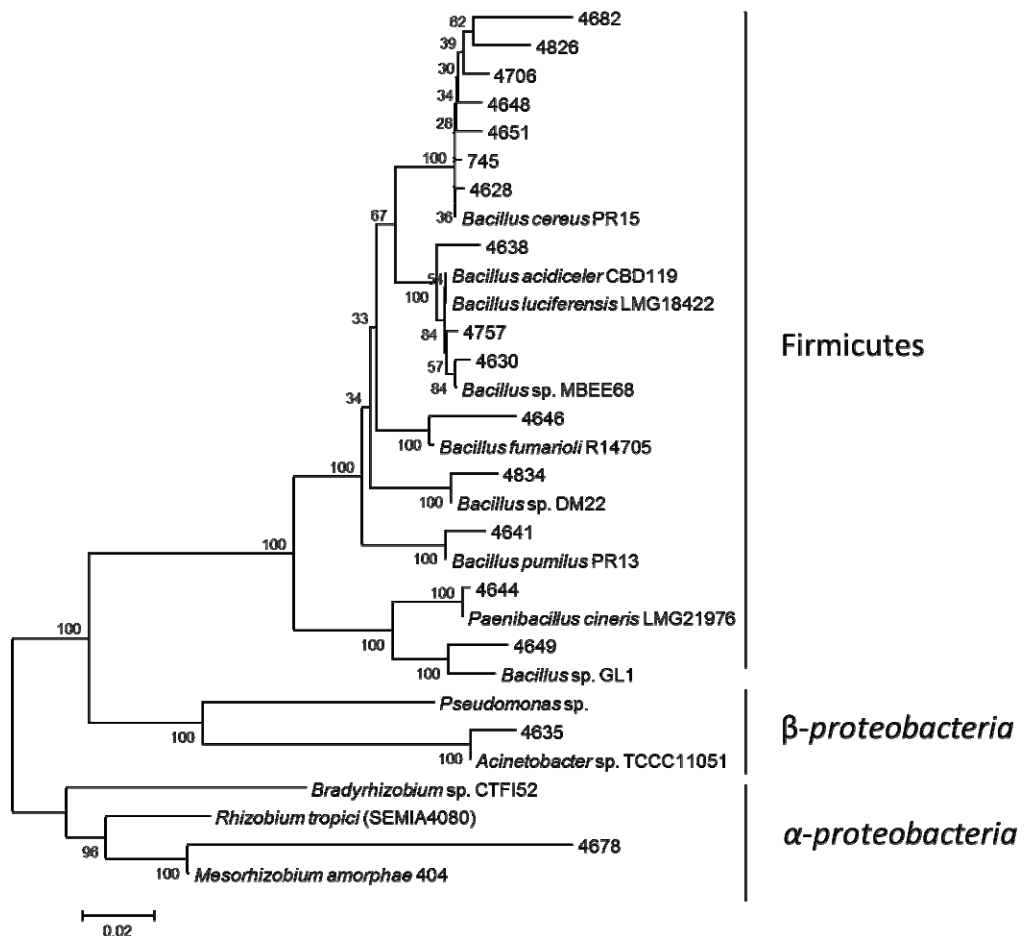 62
4682
39
4826
30
4706
34
4648
28
4651
100
745
4628
36
Bacillus cereus PR15
67
4638
54
Bacillus acidiceler CBD119
100
Bacillus luciferensis LMG18422
33
84
4757
Firmicutes
57
4630
84
Bacillus sp. MBEE68
34
4646
100
Bacillus fumarioli R14705
100
4834
100
Bacillus sp. DM22
4641
100
100
Bacillus pumilus PR13
100
4644
Paenibacillus cineris LMG21976
100
100
4649
100
Bacillus sp. GL1
Pseudomonas sp.
100
4635
β-proteobacteria
100
Acinetobacter sp. TCCC11051
Bradyrhizobium sp. CTFI52
Rhizobium tropici (SEMIA4080)
α-proteobacteria
96
4678
100
Mesorhizobium amorphae 404
0.02